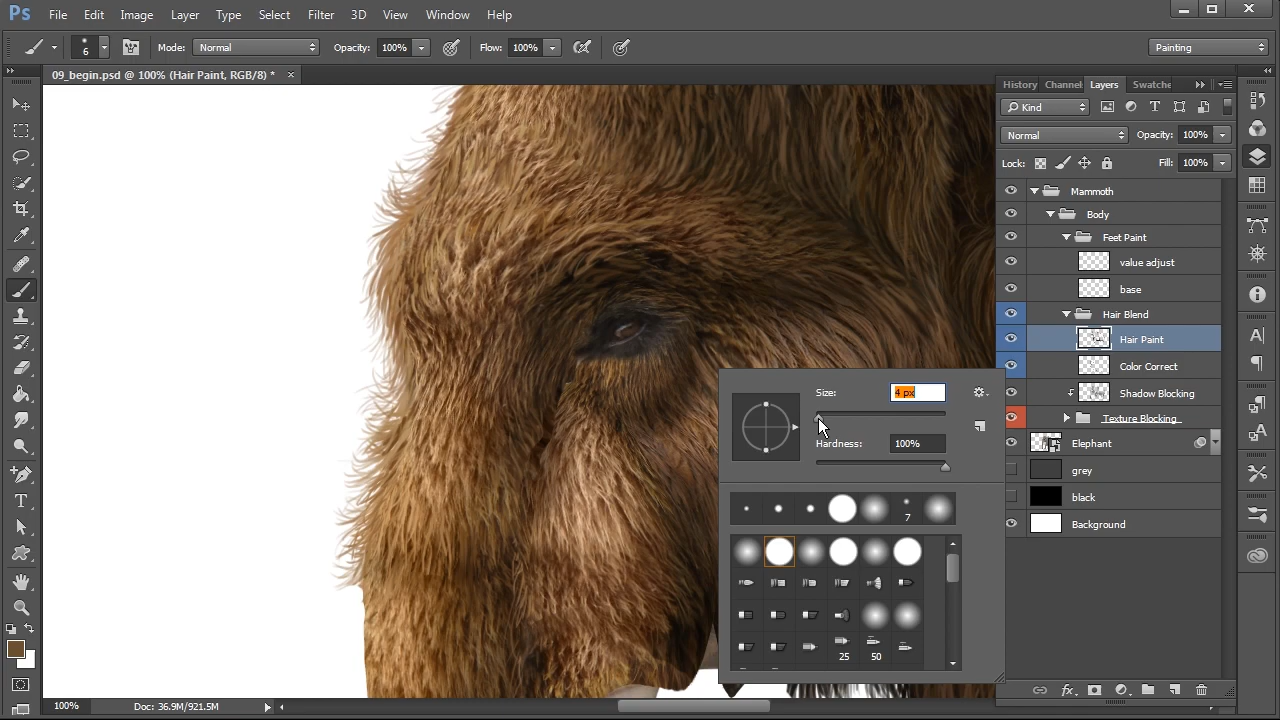 Ps File Edit Image Layer Type Select Filter 3D View Window Help
6 Mode: Normal Opacity: 100% Flow: 100% Painting
09_begin.psd @ 100% (Hair Paint, RGB/8) * ×
History Channel Layers Swatche
Kind
Normal Opacity: 100%
Lock: Fill: 100%
Mammoth
Body
Feet Paint
value adjust
base
Hair Blend
Hair Paint
Color Correct
Shadow Blocking
Texture Blocking
Elephant
grey
black
Background
Size: 4 px
Hardness: 100%
7
25 50
100% Doc: 36.9M/921.5M